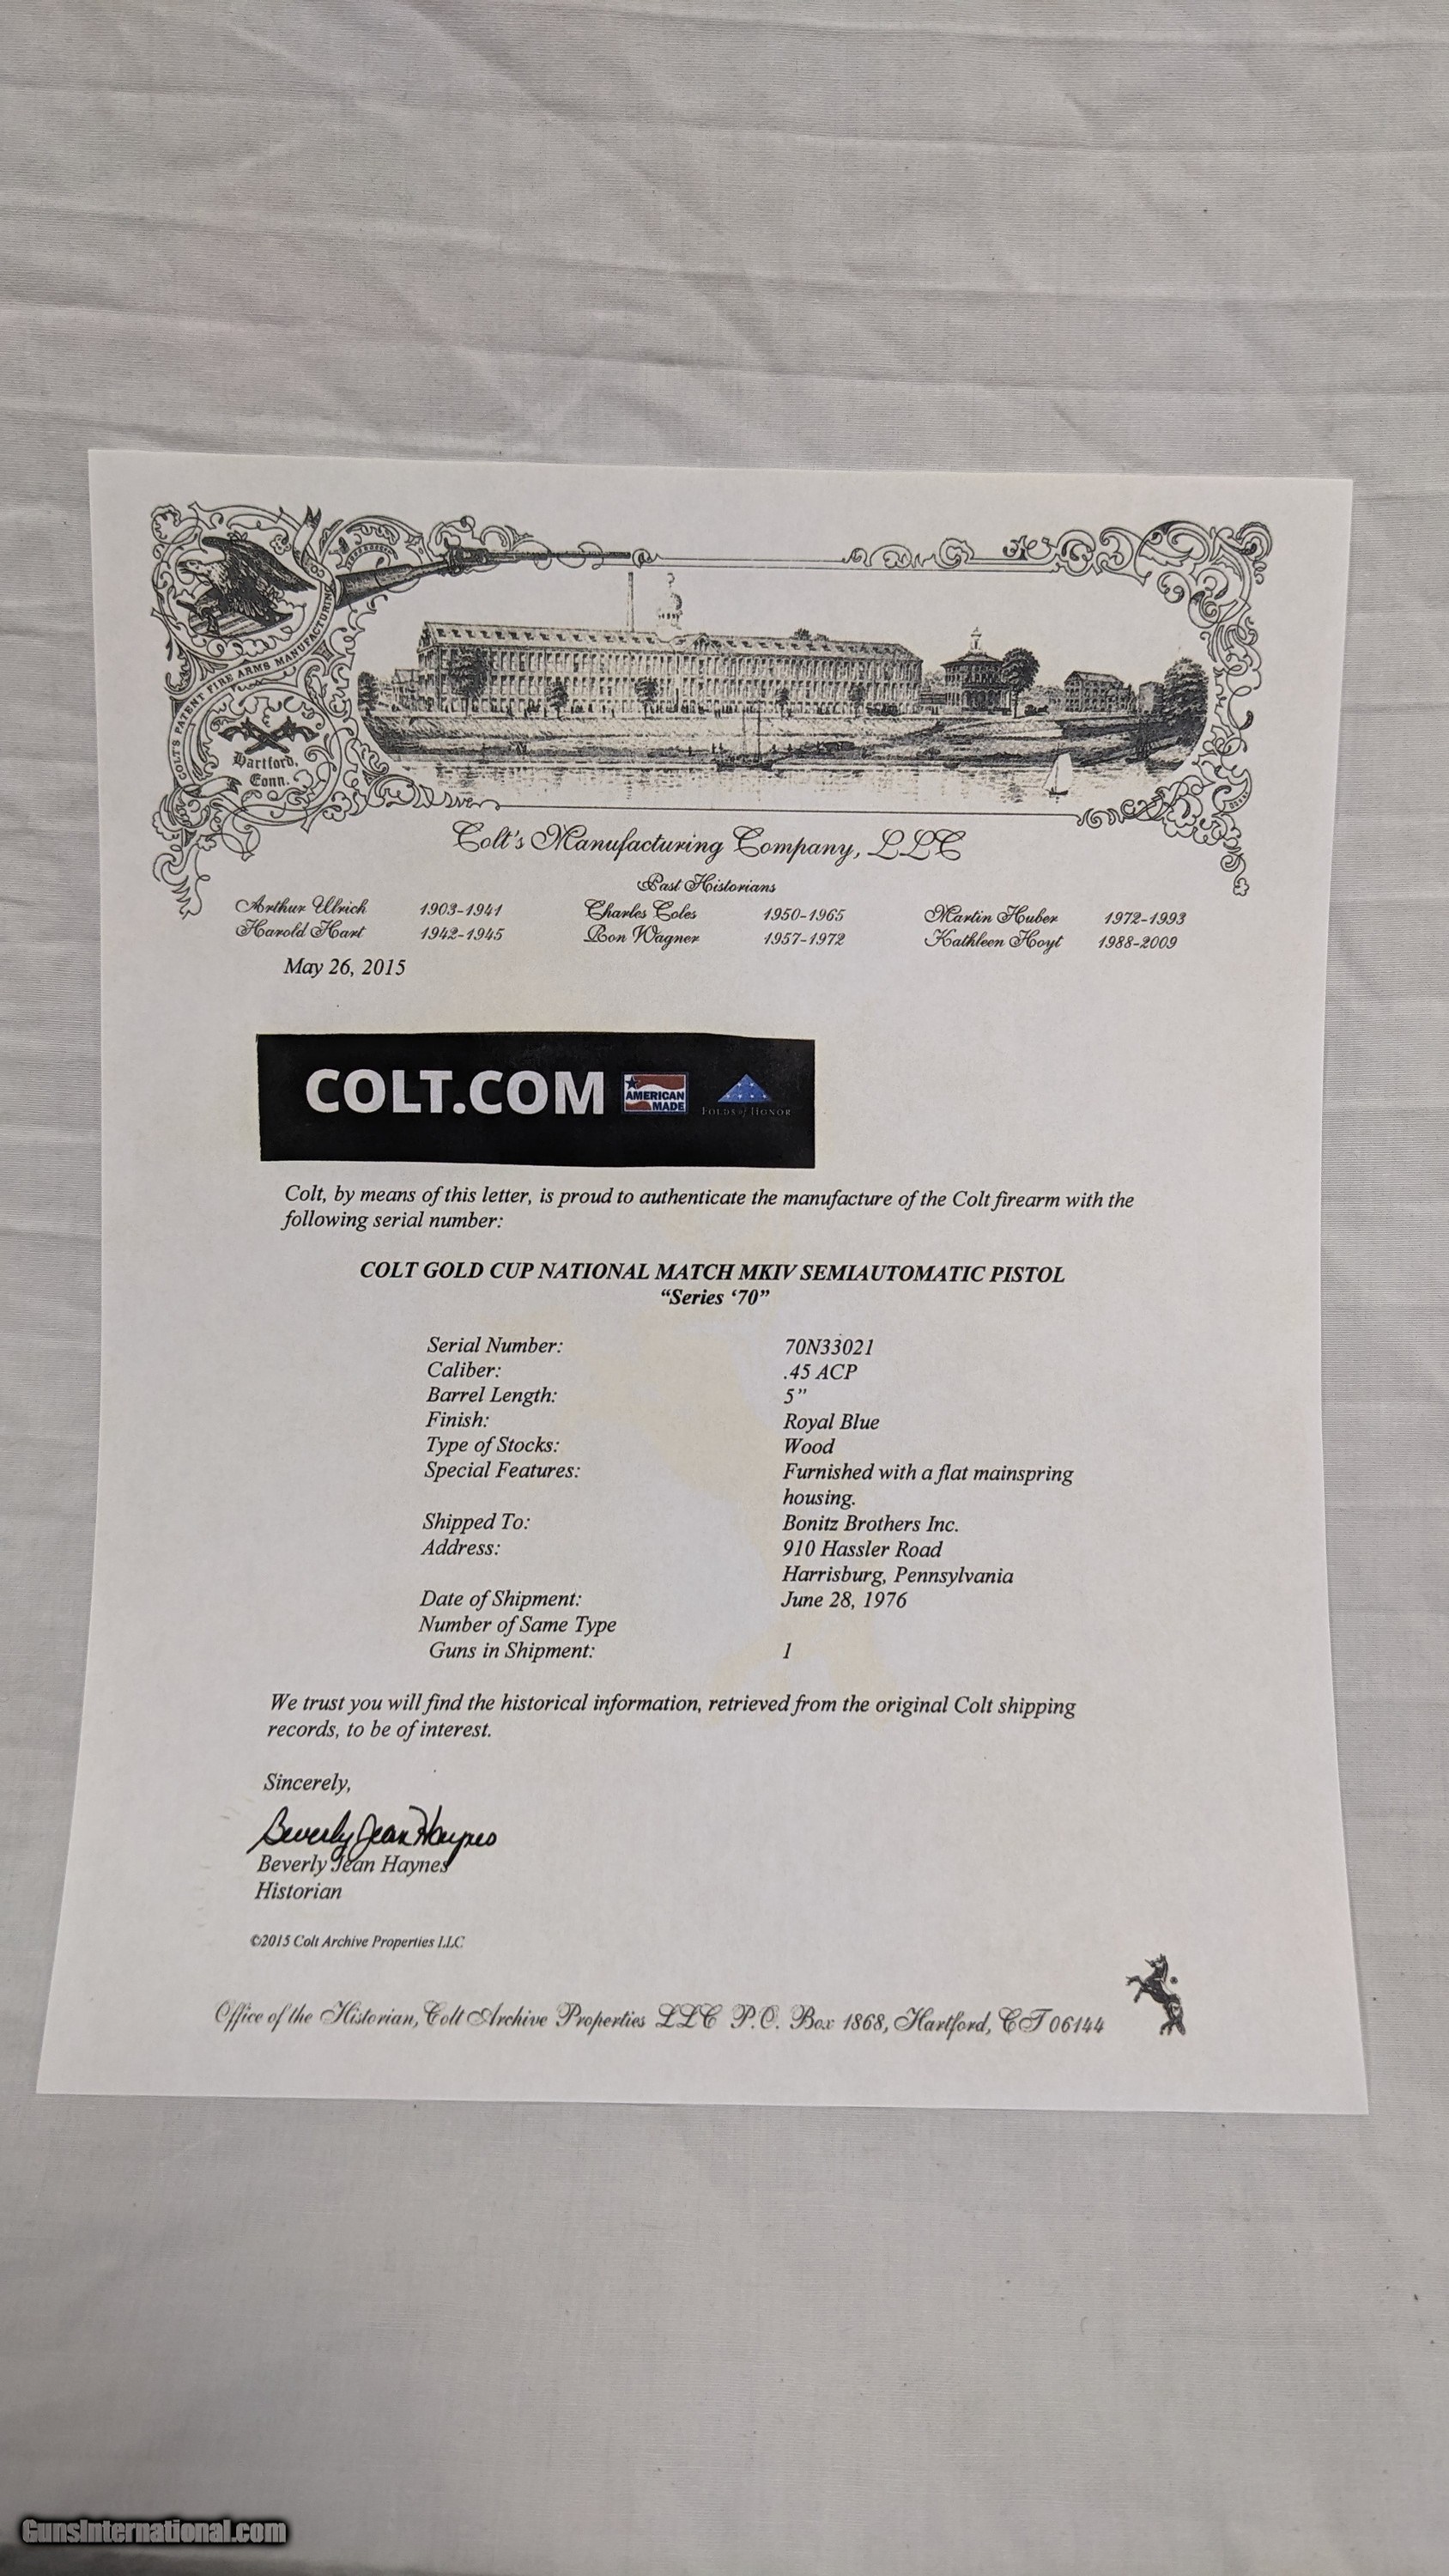 COLT'S PATENT FIRE ARMS MANUFACTURING
Hartford,
Conn.
Colt's Manufacturing Company, LLC
Past Historians
Arthur Ulrich 1903-1941 Charles Coles 1950-1965 Martin Huber 1972-1993
Harold Hart 1942-1945 Ron Wagner 1957-1972 Kathleen Hoyt 1988-2009
May 26, 2015
COLT.COM AMERICAN MADE FOLDS of HONOR
Colt, by means of this letter, is proud to authenticate the manufacture of the Colt firearm with the
following serial number:
COLT GOLD CUP NATIONAL MATCH MKIV SEMIAUTOMATIC PISTOL
“Series ‘70”
Serial Number: 70N33021
Caliber: .45 ACP
Barrel Length: 5”
Finish: Royal Blue
Type of Stocks: Wood
Special Features: Furnished with a flat mainspring
housing.
Shipped To: Bonitz Brothers Inc.
Address: 910 Hassler Road
Harrisburg, Pennsylvania
Date of Shipment: June 28, 1976
Number of Same Type
Guns in Shipment: 1
We trust you will find the historical information, retrieved from the original Colt shipping
records, to be of interest.
Sincerely,
Beverly Jean Haynes
Beverly Jean Haynes
Historian
©2015 Colt Archive Properties LLC
Office of the Historian, Colt Archive Properties LLC P.O. Box 1868, Hartford, CT 06144
GunsInternational.com